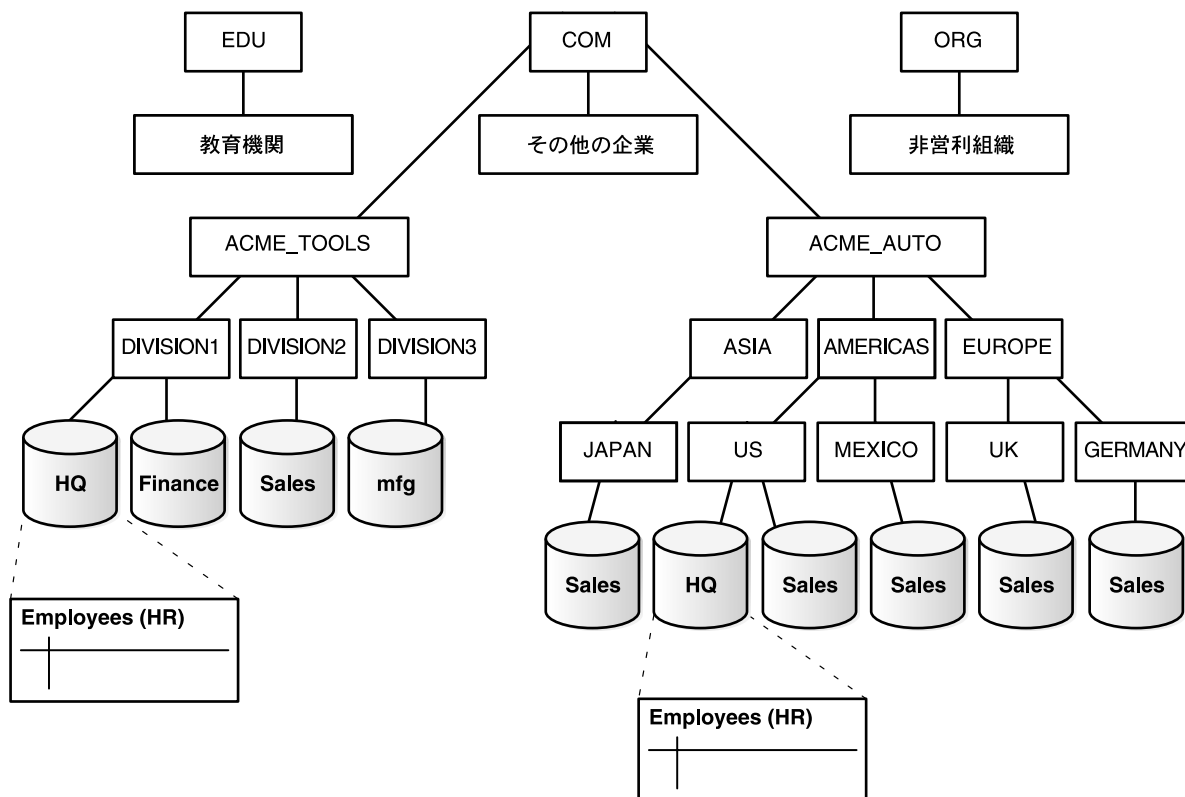 EDU
COM
ORG
教育機関
その他の企業
非営利組織
ACME_TOOLS
ACME_AUTO
DIVISION1
DIVISION2
DIVISION3
ASIA
AMERICAS
EUROPE
HQ
Finance
Sales
mfg
JAPAN
US
MEXICO
UK
GERMANY
Sales
HQ
Sales
Sales
Sales
Sales
Employees (HR)
Employees (HR)